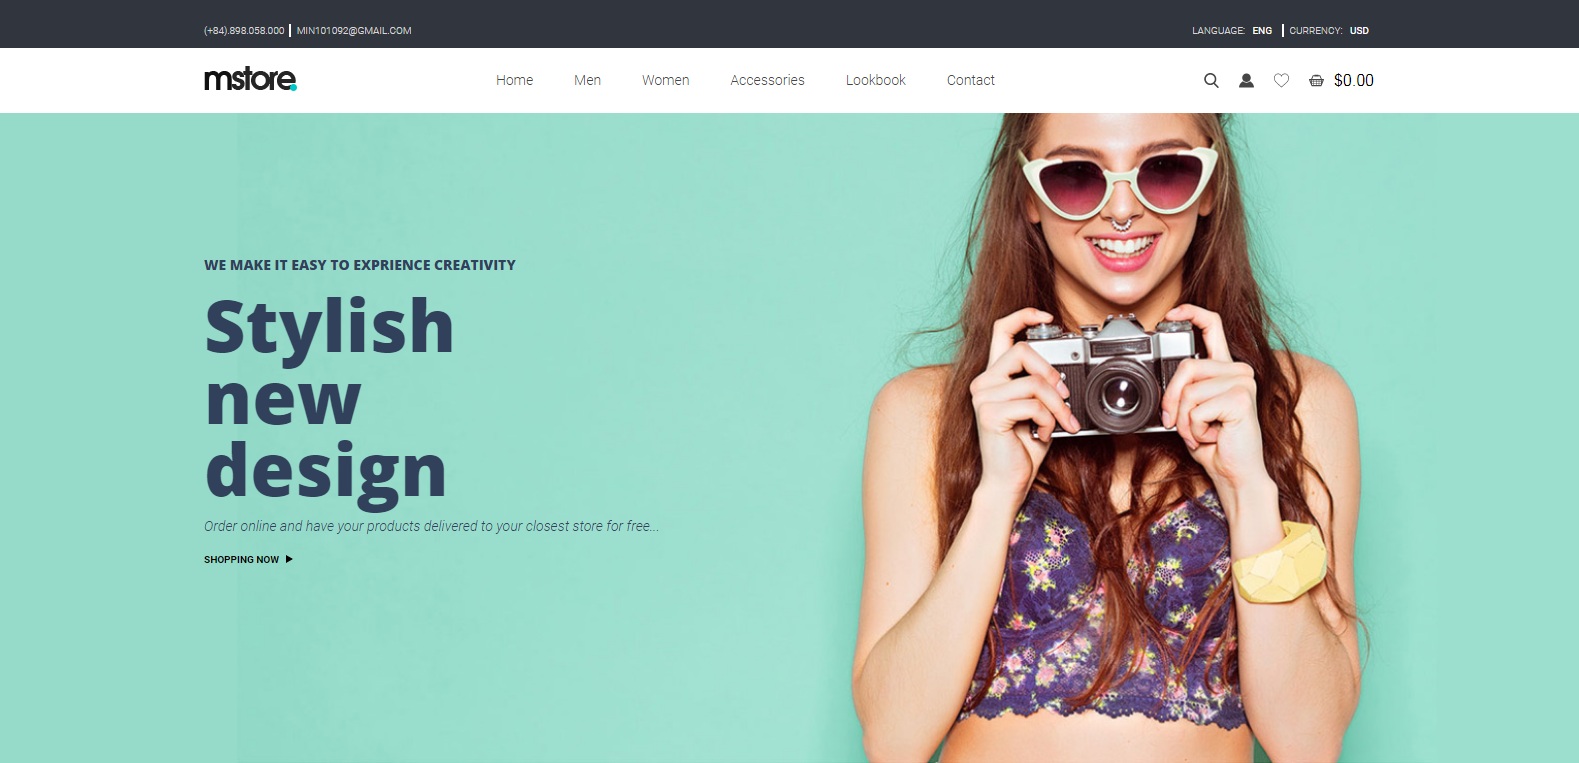 (+84).898.058.000 MIN101092@GMAIL.COM LANGUAGE: ENG CURRENCY: USD
mstore. Home Men Women Accessories Lookbook Contact $0.00
WE MAKE IT EASY TO EXPRIENCE CREATIVITY
Stylish
new
design
Order online and have your products delivered to your closest store for free...
SHOPPING NOW